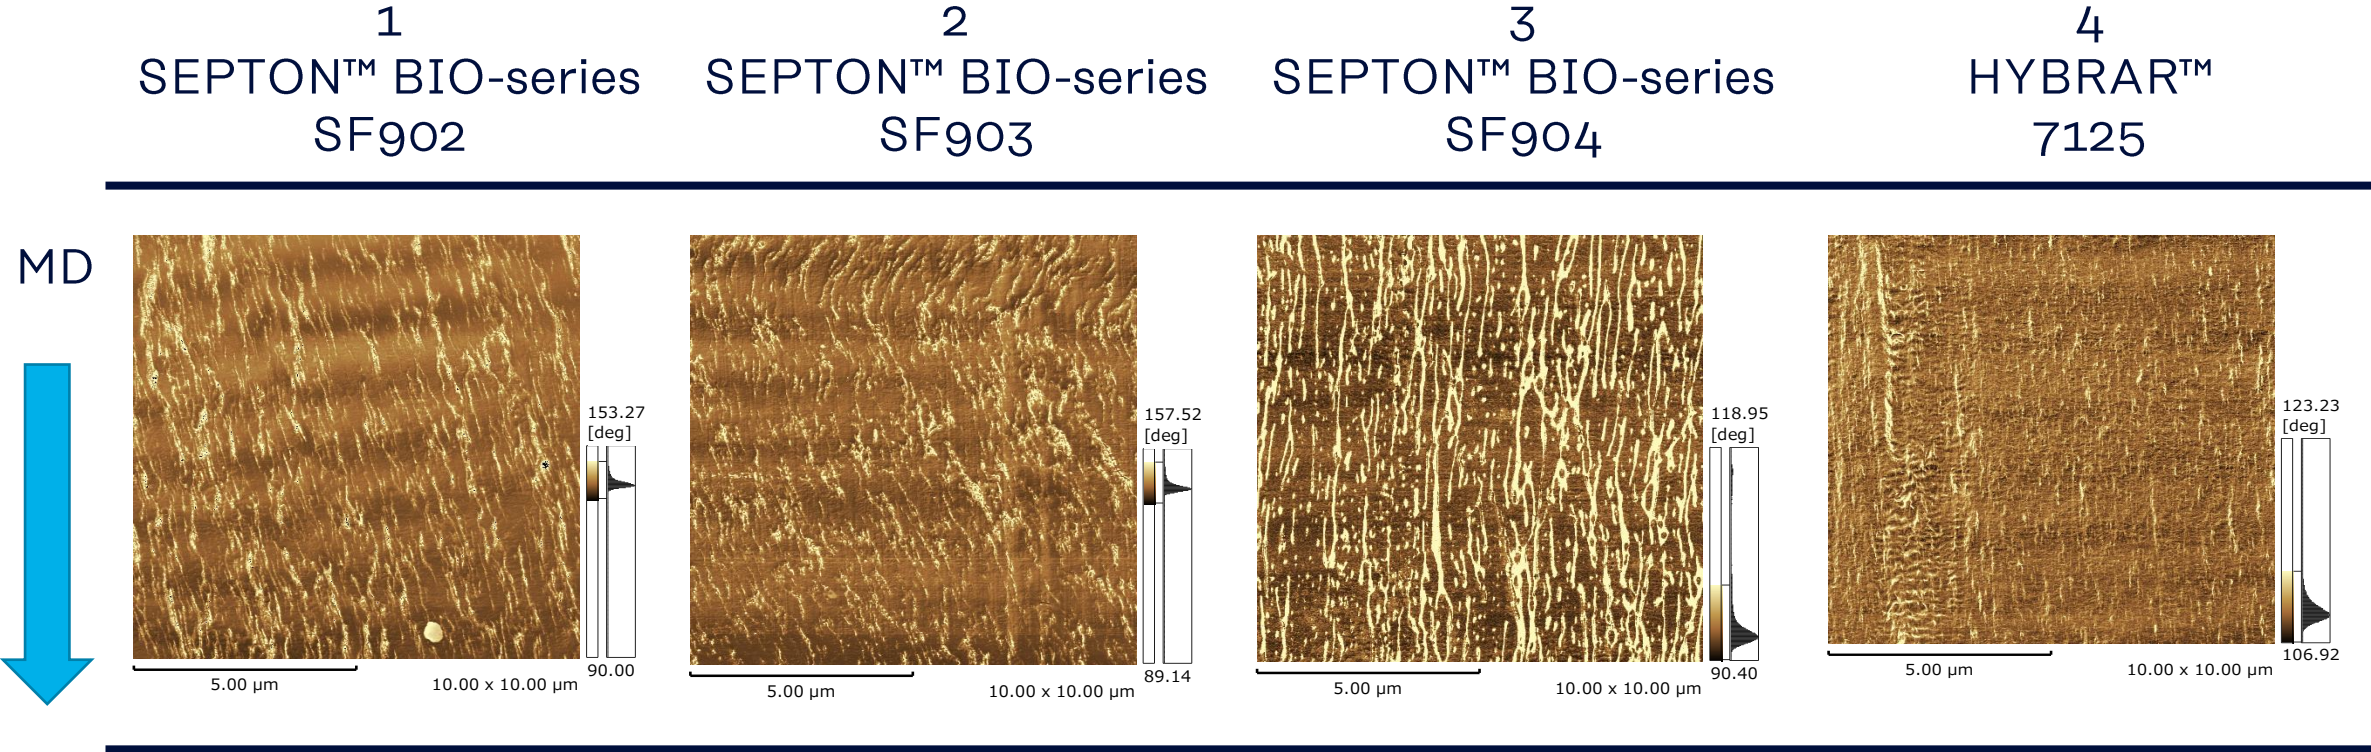 1
SEPTON™ BIO-series
SF902
2
SEPTON™ BIO-series
SF903
3
SEPTON™ BIO-series
SF904
4
HYBRAR™
7125
MD
153.27
[deg]
90.00
5.00 µm
10.00 x 10.00 µm
157.52
[deg]
89.14
5.00 µm
10.00 x 10.00 µm
118.95
[deg]
90.40
5.00 µm
10.00 x 10.00 µm
123.23
[deg]
106.92
5.00 µm
10.00 x 10.00 µm